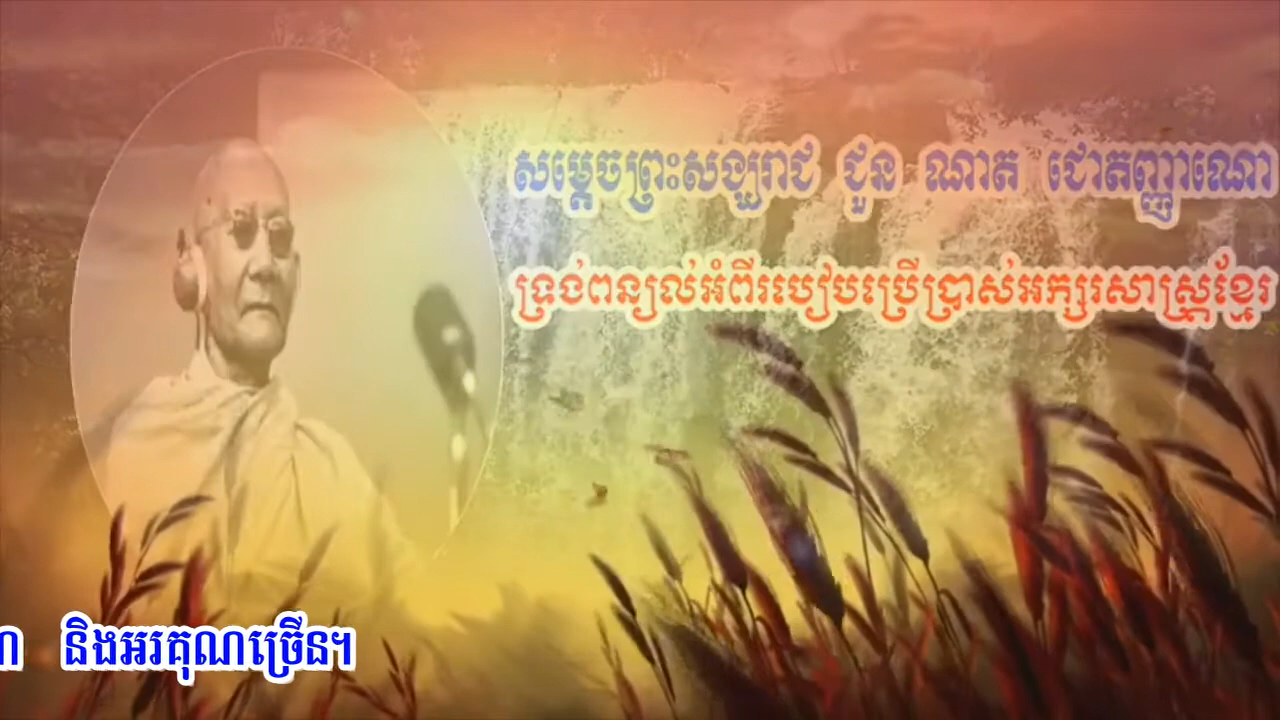 សម្ដេចព្រះសង្ឃរាជ ជួន ណាត ជោតញ្ញាណោ
ទ្រង់ពន្យល់អំពីរបៀបប្រើប្រាស់អក្សរសាស្ត្រខ្មែរ
និងអរគុណច្រើន។